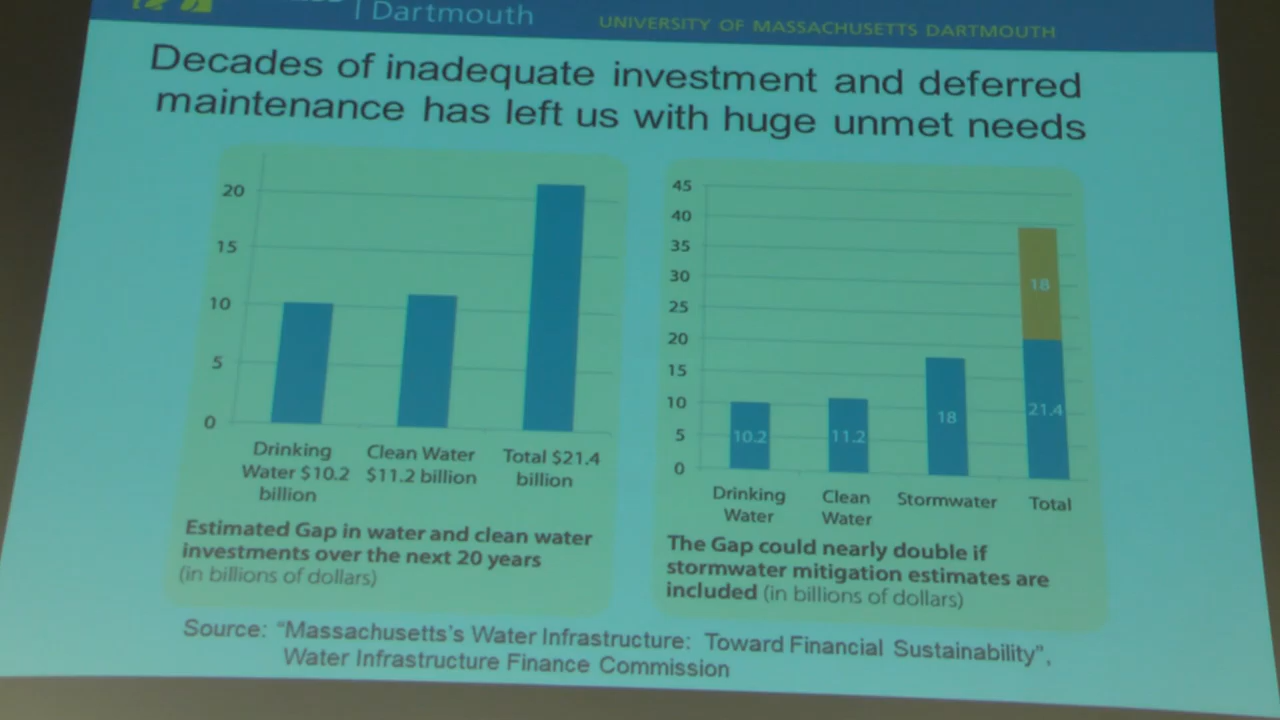 | Dartmouth
UNIVERSITY OF MASSACHUSETTS DARTMOUTH
Decades of inadequate investment and deferred
maintenance has left us with huge unmet needs
20
15
10
5
0
Drinking
Water $10.2
billion
Clean Water
$11.2 billion
Total $21.4
billion
Estimated Gap in water and clean water
investments over the next 20 years
(in billions of dollars)
45
40
35
30
25
20
15
10
5
0
10.2
11.2
18
18
21.4
Drinking
Water
Clean
Water
Stormwater
Total
The Gap could nearly double if
stormwater mitigation estimates are
included (in billions of dollars)
Source: “Massachusetts’s Water Infrastructure: Toward Financial Sustainability”,
Water Infrastructure Finance Commission